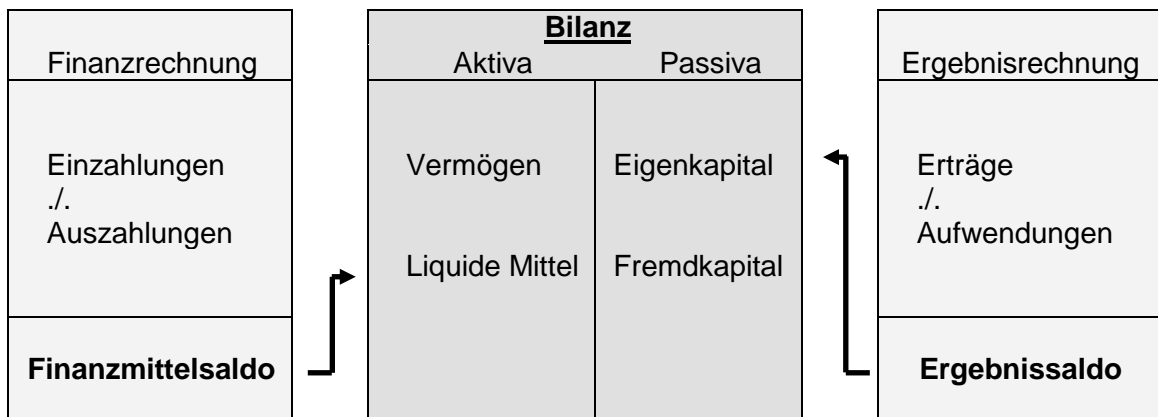 Finanzrechnung
Einzahlungen
./.
Auszahlungen
Finanzmittelsaldo
Bilanz
Aktiva Passiva
Vermögen Eigenkapital
Liquide Mittel Fremdkapital
Ergebnisrechnung
Erträge
./.
Aufwendungen
Ergebnissaldo